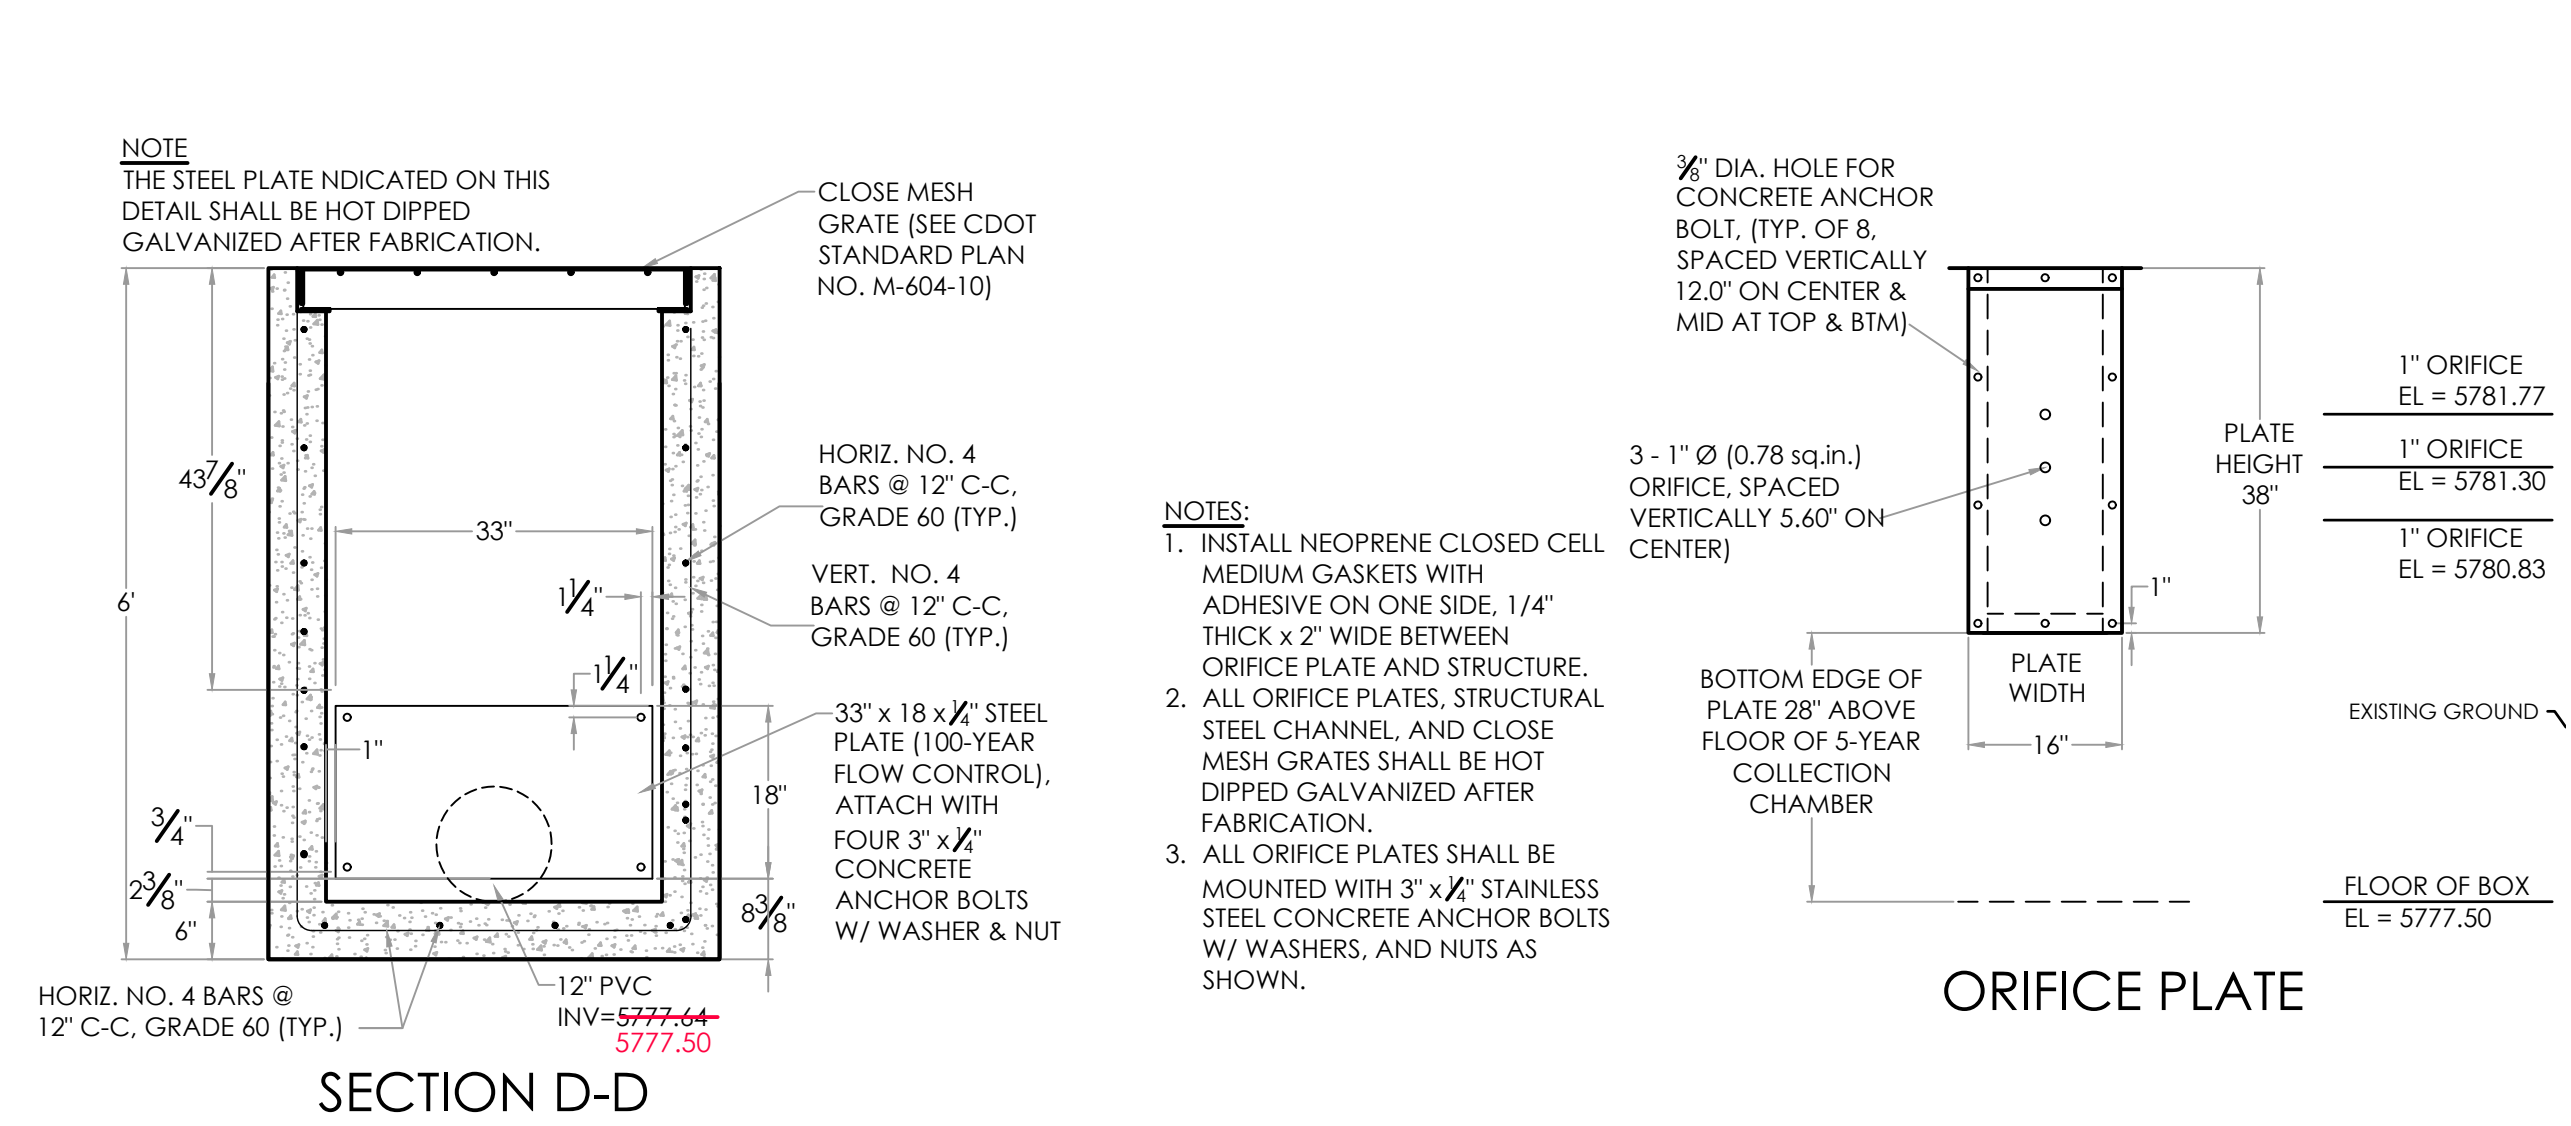 NOTE
THE STEEL PLATE NDICATED ON THIS
DETAIL SHALL BE HOT DIPPED
GALVANIZED AFTER FABRICATION.
CLOSE MESH
GRATE (SEE CDOT
STANDARD PLAN
NO. M-604-10)
43 7/8"
6'
33"
1 1/4"
1 1/4"
1"
3/4"
2 3/8"
6"
18"
8 3/8"
HORIZ. NO. 4
BARS @ 12" C-C,
GRADE 60 (TYP.)
VERT. NO. 4
BARS @ 12" C-C,
GRADE 60 (TYP.)
33" x 18 x 1/4" STEEL
PLATE (100-YEAR
FLOW CONTROL),
ATTACH WITH
FOUR 3" x 1/4"
CONCRETE
ANCHOR BOLTS
W/ WASHER & NUT
HORIZ. NO. 4 BARS @
12" C-C, GRADE 60 (TYP.)
12" PVC
INV=5777.64
5777.50
SECTION D-D
NOTES:
1. INSTALL NEOPRENE CLOSED CELL
MEDIUM GASKETS WITH
ADHESIVE ON ONE SIDE, 1/4"
THICK x 2" WIDE BETWEEN
ORIFICE PLATE AND STRUCTURE.
2. ALL ORIFICE PLATES, STRUCTURAL
STEEL CHANNEL, AND CLOSE
MESH GRATES SHALL BE HOT
DIPPED GALVANIZED AFTER
FABRICATION.
3. ALL ORIFICE PLATES SHALL BE
MOUNTED WITH 3" x 1/4" STAINLESS
STEEL CONCRETE ANCHOR BOLTS
W/ WASHERS, AND NUTS AS
SHOWN.
3/8" DIA. HOLE FOR
CONCRETE ANCHOR
BOLT, (TYP. OF 8,
SPACED VERTICALLY
12.0" ON CENTER &
MID AT TOP & BTM)
3 - 1" Ø (0.78 sq.in.)
ORIFICE, SPACED
VERTICALLY 5.60" ON
CENTER)
PLATE
HEIGHT
38"
1" ORIFICE
EL = 5781.77
1" ORIFICE
EL = 5781.30
1" ORIFICE
EL = 5780.83
1"
PLATE
WIDTH
16"
BOTTOM EDGE OF
PLATE 28" ABOVE
FLOOR OF 5-YEAR
COLLECTION
CHAMBER
EXISTING GROUND
FLOOR OF BOX
EL = 5777.50
ORIFICE PLATE